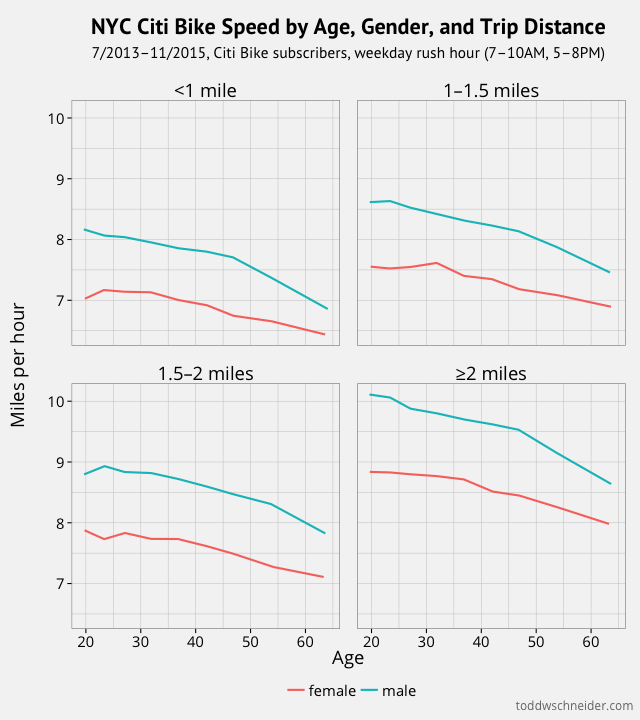 NYC Citi Bike Speed by Age, Gender, and Trip Distance
7/2013–11/2015, Citi Bike subscribers, weekday rush hour (7–10AM, 5–8PM)
<1 mile
1–1.5 miles
10
9
8
7
Miles per hour
1.5–2 miles
≥2 miles
10
9
8
7
20 30 40 50 60 20 30 40 50 60
Age
female male
toddwschneider.com